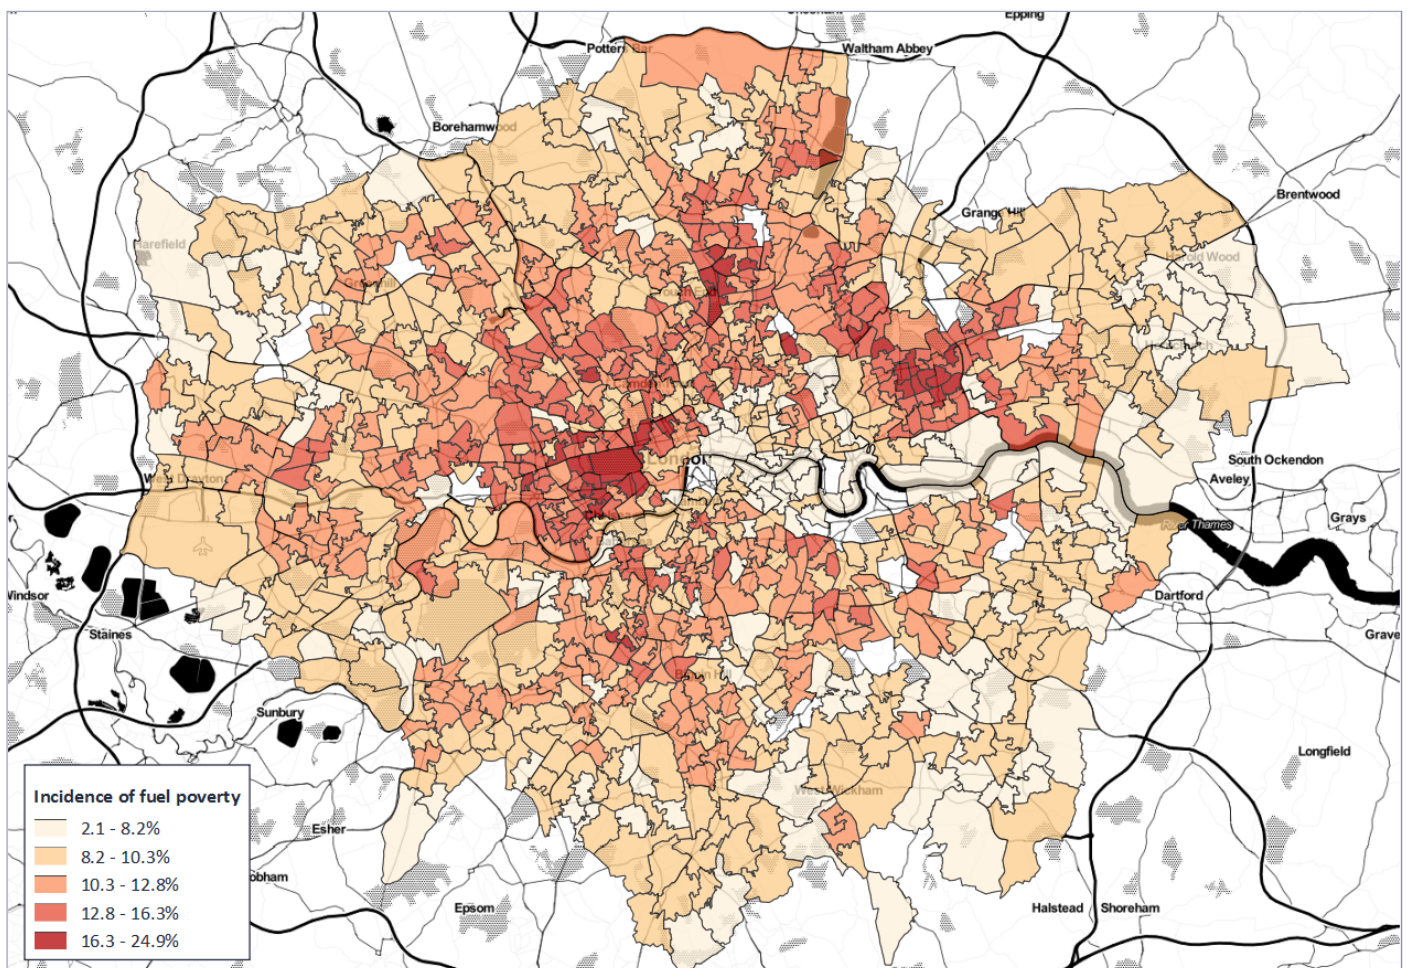 Epping
Potters Bar
Waltham Abbey
Borehamwood
Brentwood
Grange Hill
Harefield
Harold Wood
London
West Drayton
South Ockendon
Aveley
Grays
River Thames
Windsor
Dartford
Staines
Grave
Sunbury
Longfield
West Wickham
Esher
obham
Epsom
Halstead
Shoreham
Incidence of fuel poverty
2.1 - 8.2%
8.2 - 10.3%
10.3 - 12.8%
12.8 - 16.3%
16.3 - 24.9%